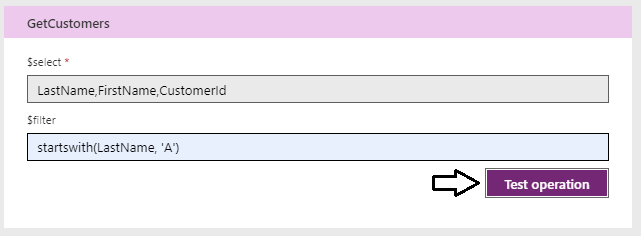 GetCustomers
$select *
LastName,FirstName,CustomerId
$filter
startswith(LastName, 'A')
Test operation